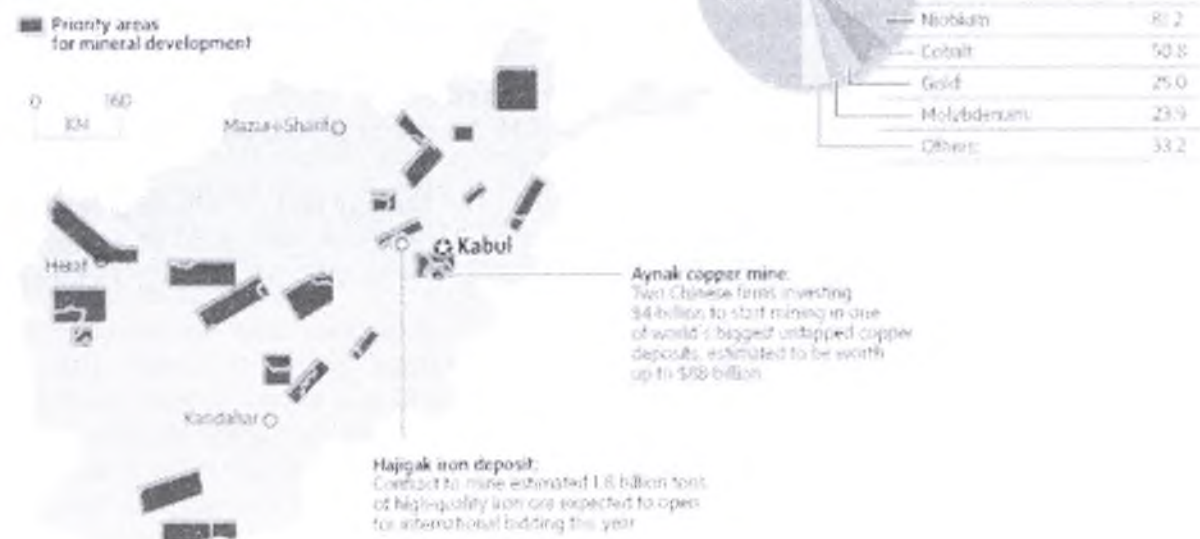 Priority areas
for mineral development
0 160
KM
Mazar-i-Sharif
Kabul
Herat
Kandahar
Niobium 81.2
Cobalt 50.8
Gold 25.0
Molybdenum 23.9
Others 33.2
Aynak copper mine:
Two Chinese firms investing
$4-billion to start mining in one
of world's biggest untapped copper
deposits, estimated to be worth
up to $88-billion
Hajigak iron deposit:
Contract to mine estimated 1.8 billion tons
of high-quality iron ore expected to open
for international bidding this year